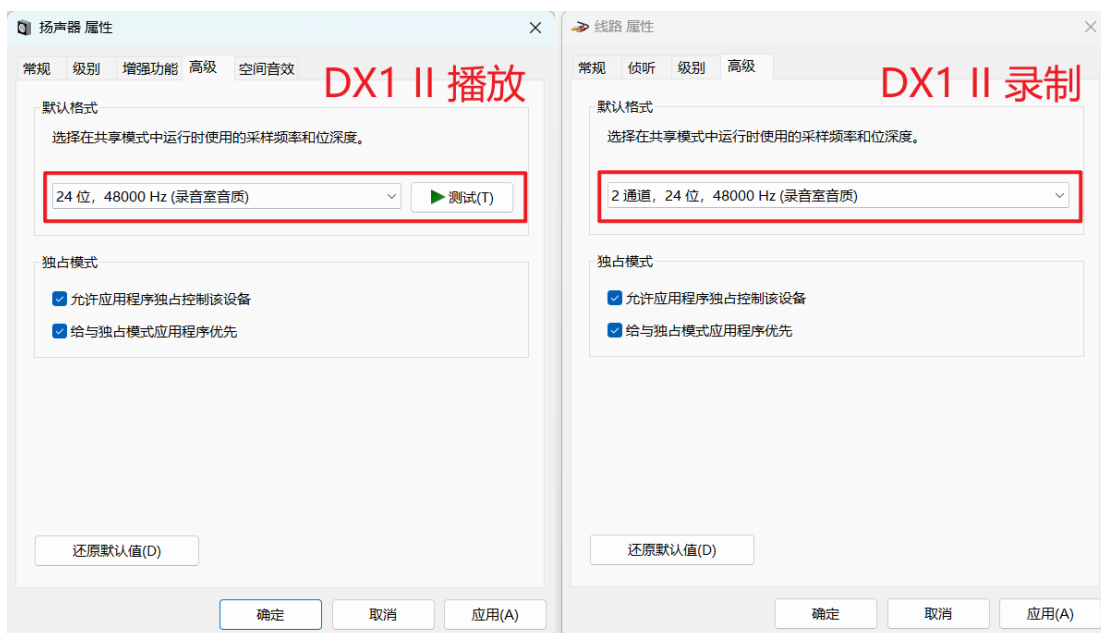 扬声器 属性
常规 级别 增强功能 高级 空间音效
DX1 II 播放
默认格式
选择在共享模式中运行时使用的采样频率和位深度。
24 位，48000 Hz (录音室音质)
测试(T)
独占模式
允许应用程序独占控制该设备
给与独占模式应用程序优先
还原默认值(D)
确定 取消 应用(A)
线路 属性
常规 侦听 级别 高级
DX1 II 录制
默认格式
选择在共享模式中运行时使用的采样频率和位深度。
2 通道，24 位，48000 Hz (录音室音质)
独占模式
允许应用程序独占控制该设备
给与独占模式应用程序优先
还原默认值(D)
确定 取消 应用(A)